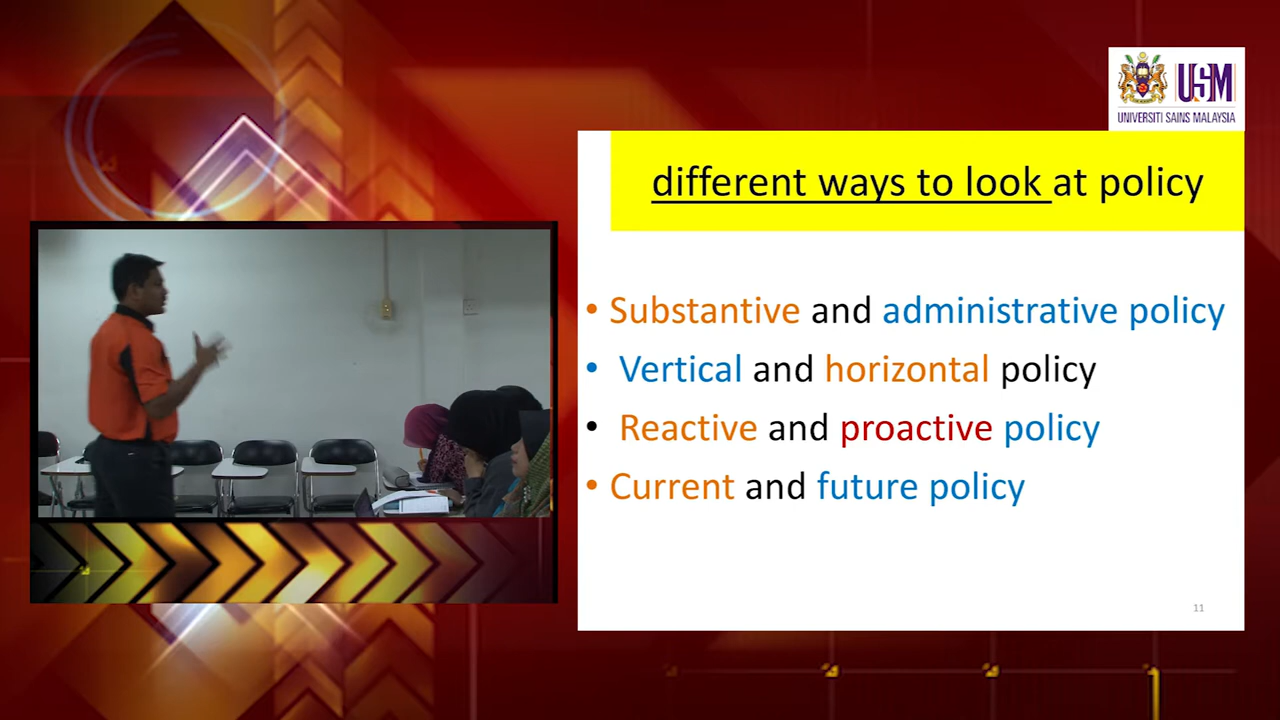 USM
UNIVERSITI SAINS MALAYSIA
different ways to look at policy
• Substantive and administrative policy
• Vertical and horizontal policy
• Reactive and proactive policy
• Current and future policy
11